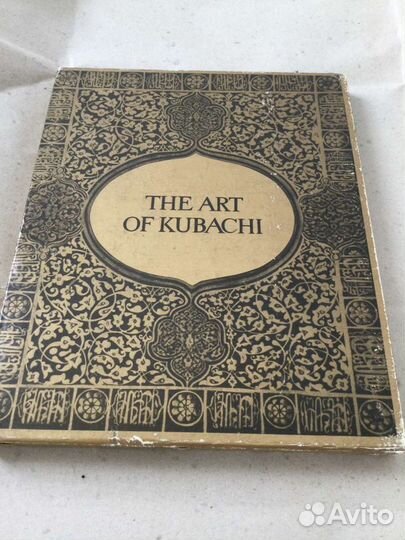 THE ART
OF KUBACHI
Avito